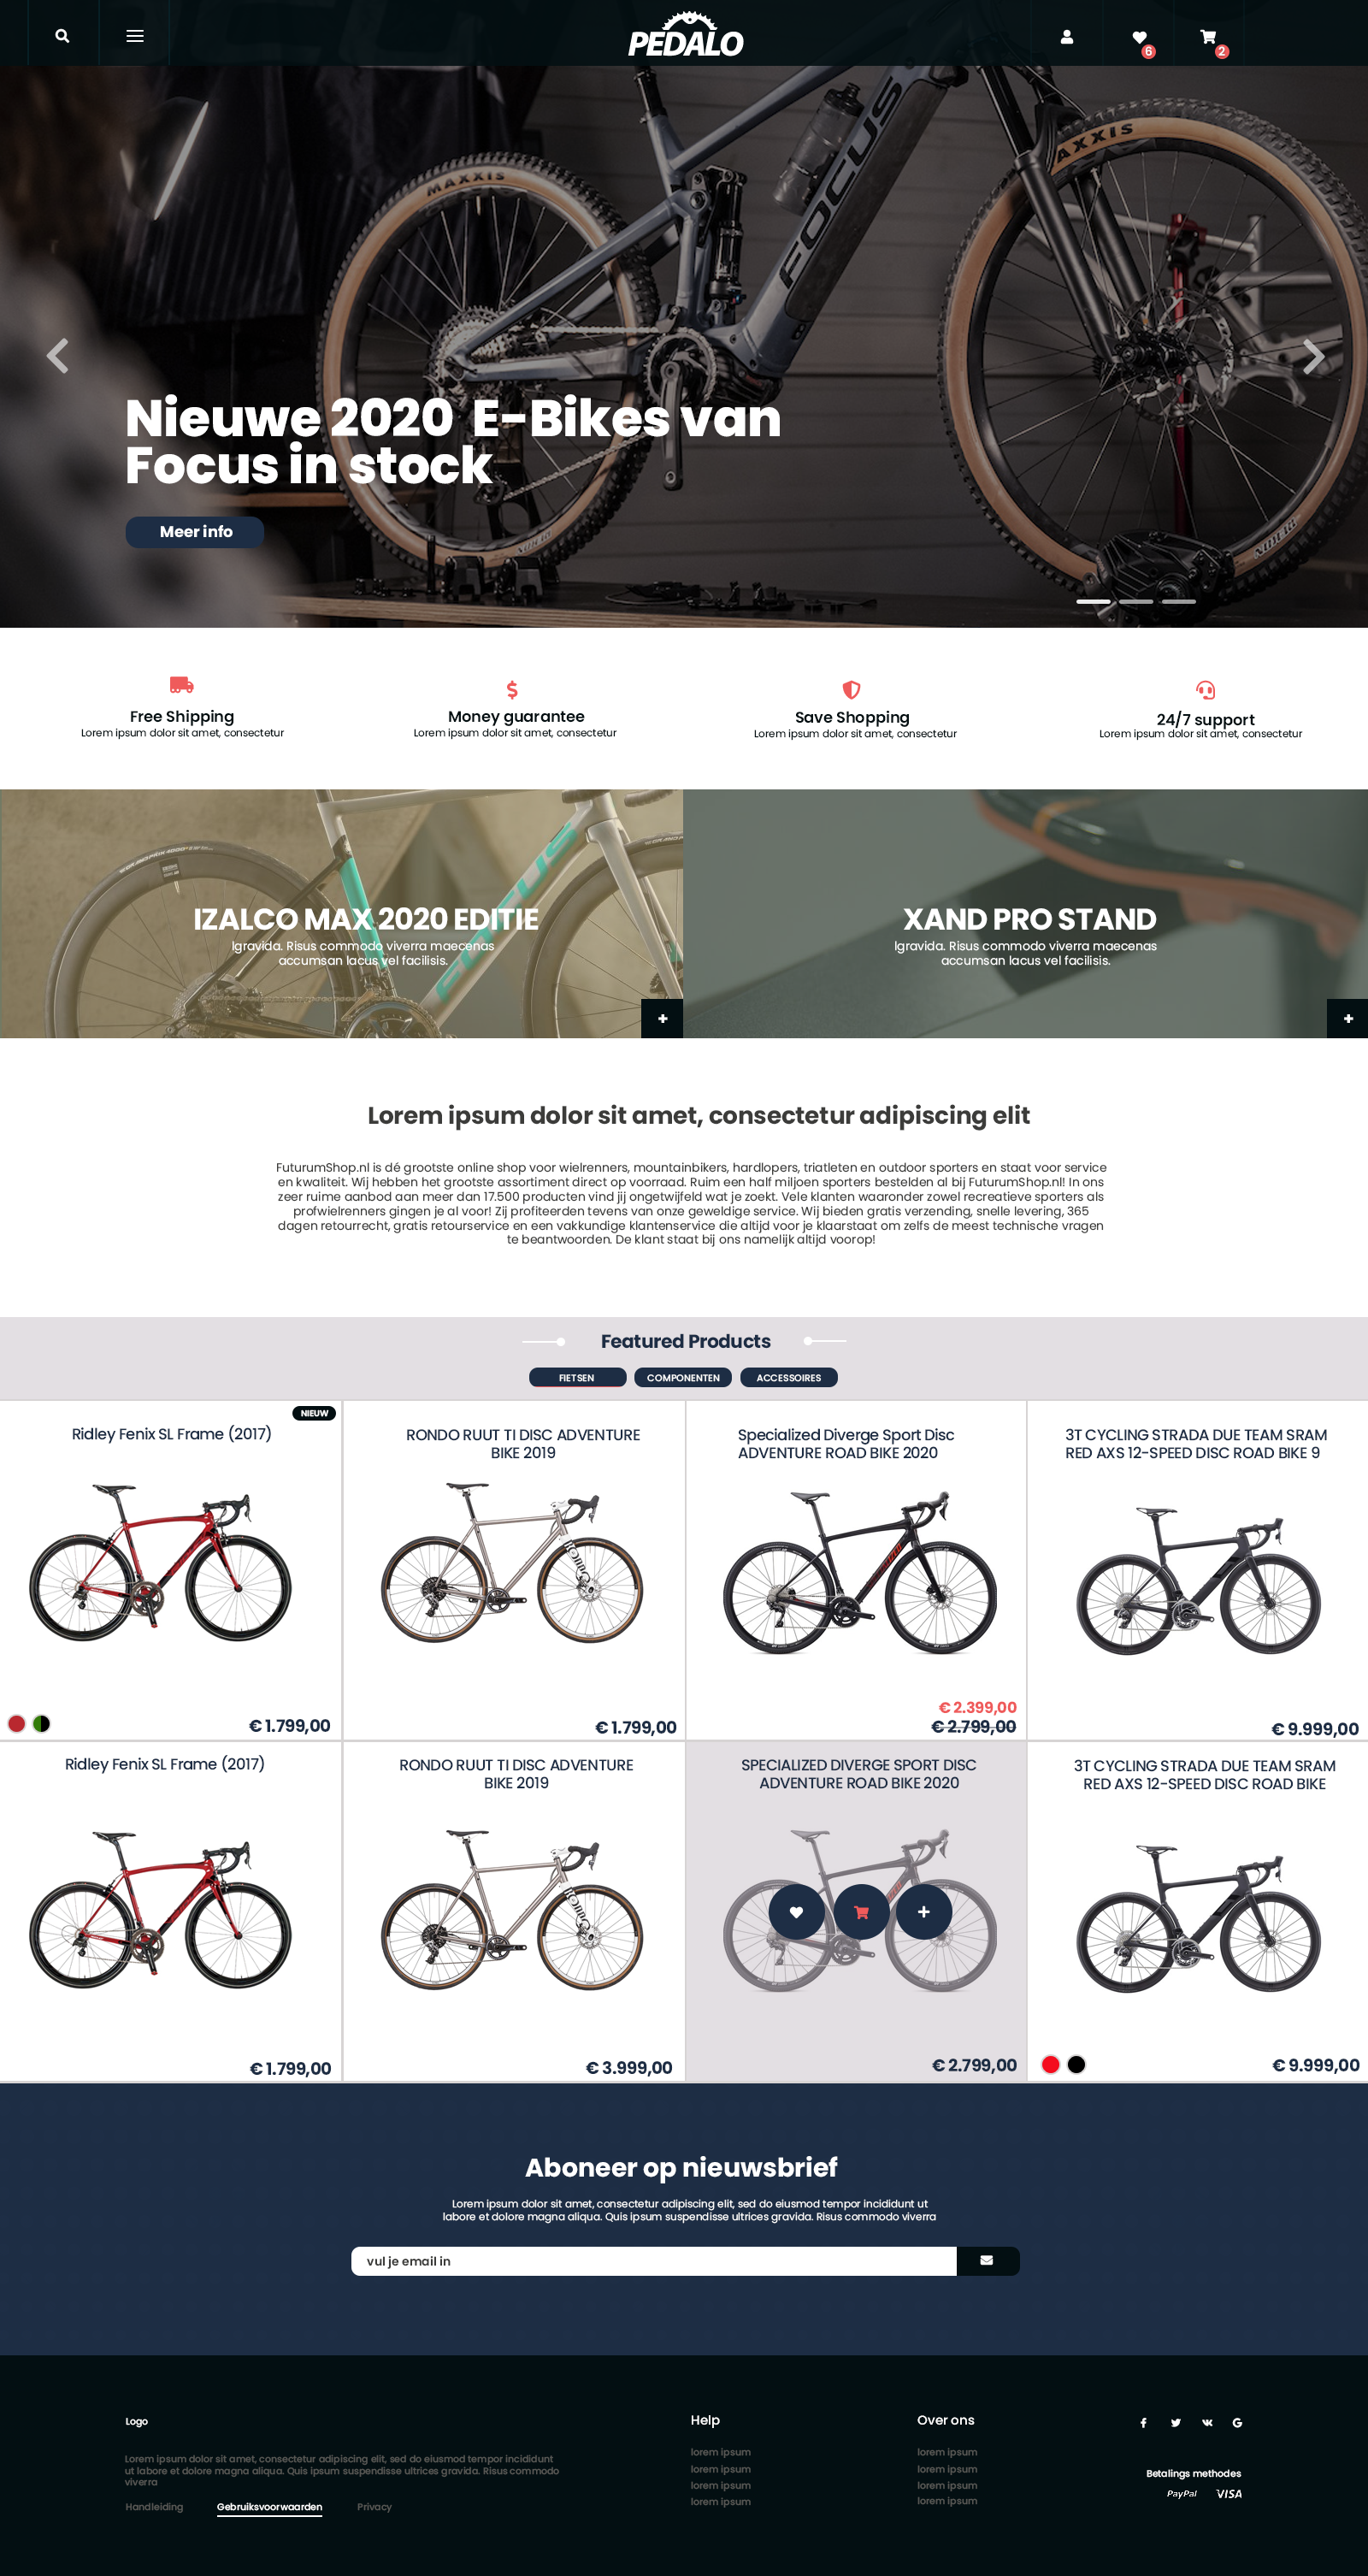 PEDALO
6
2
MAXXIS
FOCUS
AXXIS
Nieuwe 2020 E-Bikes van
Focus in stock
Meer info
Free Shipping
Lorem ipsum dolor sit amet, consectetur
Money guarantee
Lorem ipsum dolor sit amet, consectetur
Save Shopping
Lorem ipsum dolor sit amet, consectetur
24/7 support
Lorem ipsum dolor sit amet, consectetur
IZALCO MAX 2020 EDITIE
lgravida. Risus commodo viverra maecenas
accumsan lacus vel facilisis.
+
XAND PRO STAND
lgravida. Risus commodo viverra maecenas
accumsan lacus vel facilisis.
+
Lorem ipsum dolor sit amet, consectetur adipiscing elit
FuturumShop.nl is dé grootste online shop voor wielrenners, mountainbikers, hardlopers, triatleten en outdoor sporters en staat voor service
en kwaliteit. Wij hebben het grootste assortiment direct op voorraad. Ruim een half miljoen sporters bestelden al bij FuturumShop.nl! In ons
zeer ruime aanbod aan meer dan 17.500 producten vind jij ongetwijfeld wat je zoekt. Vele klanten waaronder zowel recreatieve sporters als
profwielrenners gingen je al voor! Zij profiteerden tevens van onze geweldige service. Wij bieden gratis verzending, snelle levering, 365
dagen retourrecht, gratis retourservice en een vakkundige klantenservice die altijd voor je klaarstaat om zelfs de meest technische vragen
te beantwoorden. De klant staat bij ons namelijk altijd voorop!
Featured Products
FIETSEN
COMPONENTEN
ACCESSOIRES
NIEUW
Ridley Fenix SL Frame (2017)
€ 1.799,00
RONDO RUUT TI DISC ADVENTURE
BIKE 2019
€ 1.799,00
Specialized Diverge Sport Disc
ADVENTURE ROAD BIKE 2020
€ 2.399,00
€ 2.799,00
3T CYCLING STRADA DUE TEAM SRAM
RED AXS 12-SPEED DISC ROAD BIKE 9
€ 9.999,00
Ridley Fenix SL Frame (2017)
€ 1.799,00
RONDO RUUT TI DISC ADVENTURE
BIKE 2019
€ 3.999,00
SPECIALIZED DIVERGE SPORT DISC
ADVENTURE ROAD BIKE 2020
€ 2.799,00
3T CYCLING STRADA DUE TEAM SRAM
RED AXS 12-SPEED DISC ROAD BIKE
€ 9.999,00
Aboneer op nieuwsbrief
Lorem ipsum dolor sit amet, consectetur adipiscing elit, sed do eiusmod tempor incididunt ut
labore et dolore magna aliqua. Quis ipsum suspendisse ultrices gravida. Risus commodo viverra
vul je email in
Logo
Lorem ipsum dolor sit amet, consectetur adipiscing elit, sed do eiusmod tempor incididunt
ut labore et dolore magna aliqua. Quis ipsum suspendisse ultrices gravida. Risus commodo
viverra
Handleiding
Gebruiksvoorwaarden
Privacy
Help
lorem ipsum
lorem ipsum
lorem ipsum
lorem ipsum
Over ons
lorem ipsum
lorem ipsum
lorem ipsum
lorem ipsum
Betalings methodes
PayPal
VISA